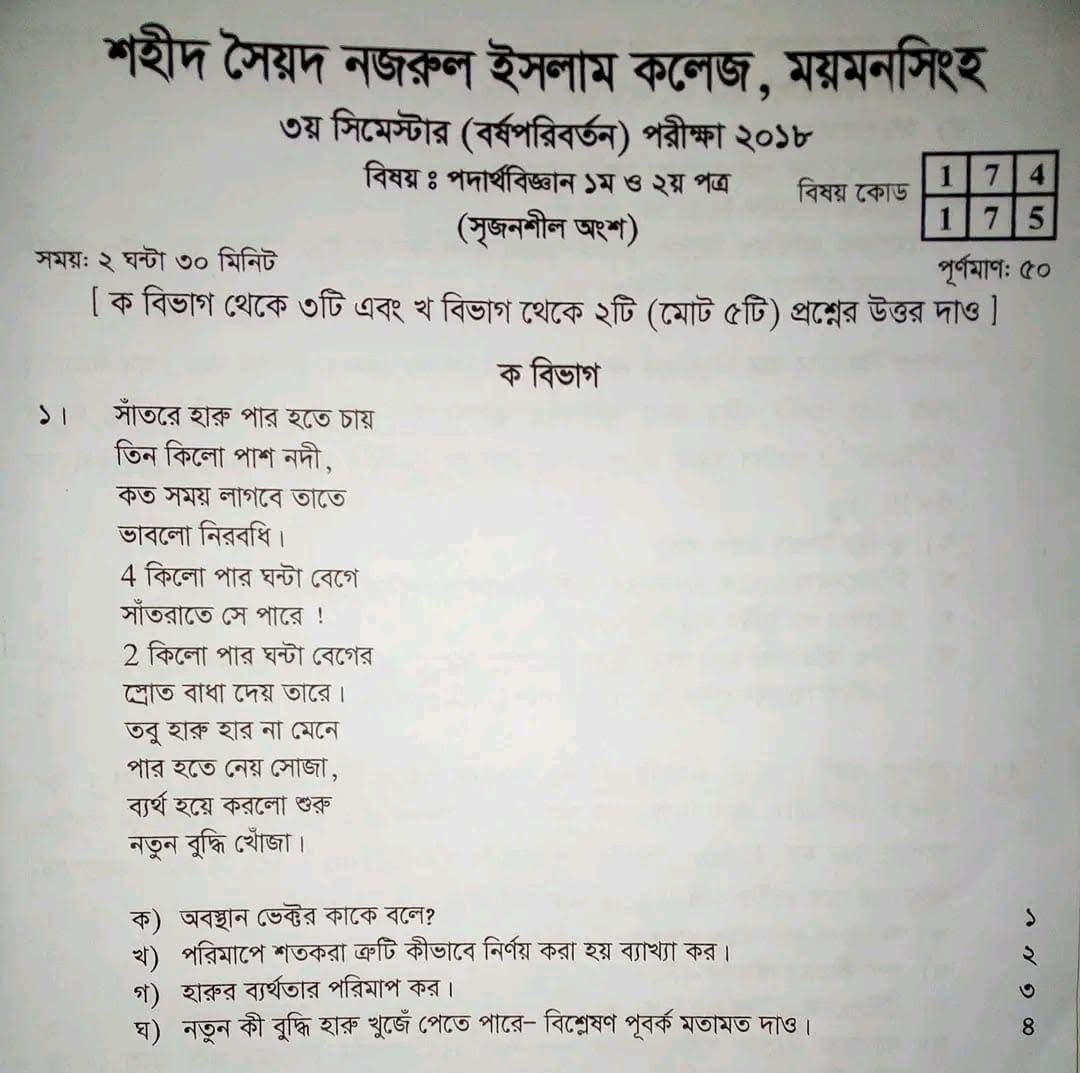 শহীদ সৈয়দ নজরুল ইসলাম কলেজ, ময়মনসিংহ
৩য় সিমেস্টার (বর্ষপরিবর্তন) পরীক্ষা ২০১৮
বিষয় ঃ পদার্থবিজ্ঞান ১ম ও ২য় পত্র
বিষয় কোড
1 7 4
1 7 5
(সৃজনশীল অংশ)
সময়ঃ ২ ঘন্টা ৩০ মিনিট
পূর্ণমাণঃ ৫০
[ ক বিভাগ থেকে ৩টি এবং খ বিভাগ থেকে ২টি (মোট ৫টি) প্রশ্নের উত্তর দাও ]
ক বিভাগ
১। সাঁতরে হারু পার হতে চায়
তিন কিলো পাশ নদী,
কত সময় লাগবে তাতে
ভাবলো নিরবধি।
4 কিলো পার ঘন্টা বেগে
সাঁতরাতে সে পারে !
2 কিলো পার ঘন্টা বেগের
স্রোত বাধা দেয় তারে।
তবু হারু হার না মেনে
পার হতে নেয় সোজা,
ব্যর্থ হয়ে করলো শুরু
নতুন বুদ্ধি খোঁজা।
ক) অবস্থান ভেক্টর কাকে বলে? ১
খ) পরিমাপে শতকরা ত্রুটি কীভাবে নির্ণয় করা হয় ব্যাখ্যা কর। ২
গ) হারুর ব্যর্থতার পরিমাপ কর। ৩
ঘ) নতুন কী বুদ্ধি হারু খুজেঁ পেতে পারে– বিশ্লেষণ পূবর্ক মতামত দাও। ৪